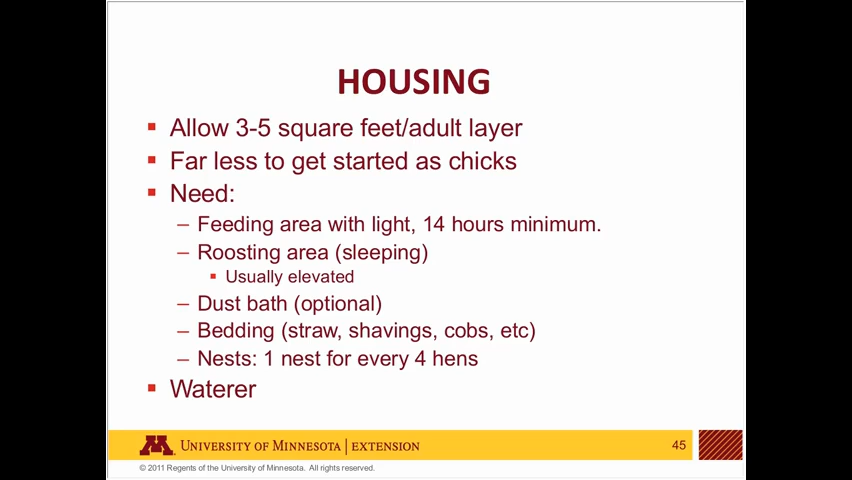 HOUSING
▪ Allow 3-5 square feet/adult layer
▪ Far less to get started as chicks
▪ Need:
– Feeding area with light, 14 hours minimum.
– Roosting area (sleeping)
▪ Usually elevated
– Dust bath (optional)
– Bedding (straw, shavings, cobs, etc)
– Nests: 1 nest for every 4 hens
▪ Waterer
M UNIVERSITY OF MINNESOTA | EXTENSION 45
© 2011 Regents of the University of Minnesota. All rights reserved.